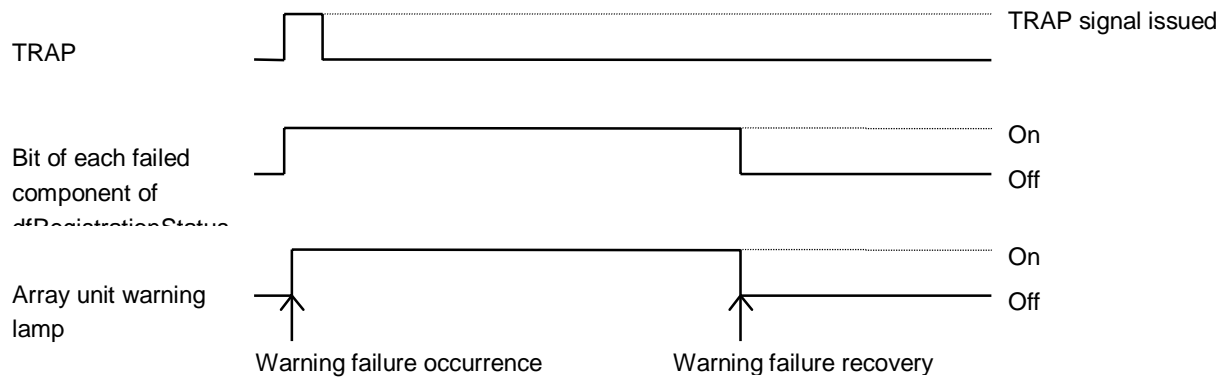 TRAP signal issued
TRAP
On
Bit of each failed
component of
Off
dfRegistrationStatus
On
Array unit warning
lamp
Off
Warning failure occurrence
Warning failure recovery